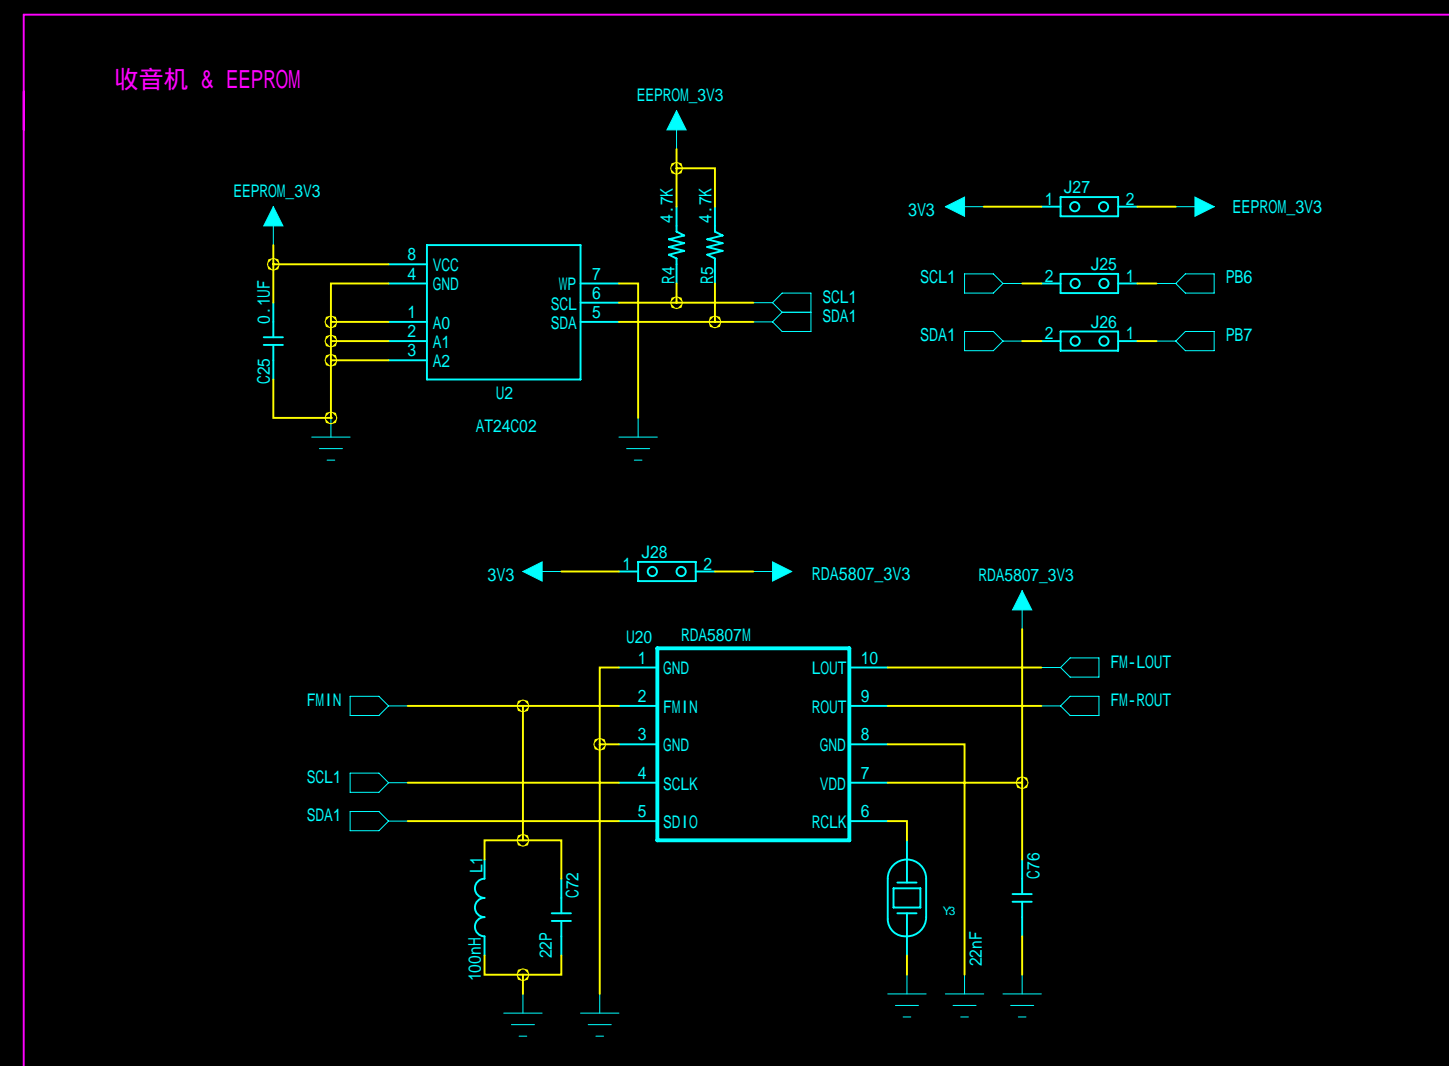 收音机 & EEPROM
EEPROM_3V3
EEPROM_3V3
4.7K
4.7K
R4
R5
J27
3V3
1
2
EEPROM_3V3
J25
SCL1
2
1
PB6
J26
SDA1
2
1
PB7
0.1UF
C25
8
VCC
4
GND
1
A0
2
A1
3
A2
WP
7
SCL
6
SDA
5
SCL1
SDA1
U2
AT24C02
J28
3V3
1
2
RDA5807_3V3
RDA5807_3V3
U20
RDA5807M
1
GND
LOUT
10
FM-LOUT
FMIN
2
FMIN
ROUT
9
FM-ROUT
3
GND
GND
8
SCL1
4
SCLK
VDD
7
SDA1
5
SDIO
RCLK
6
L1
100nH
C72
22P
Y3
22nF
C76